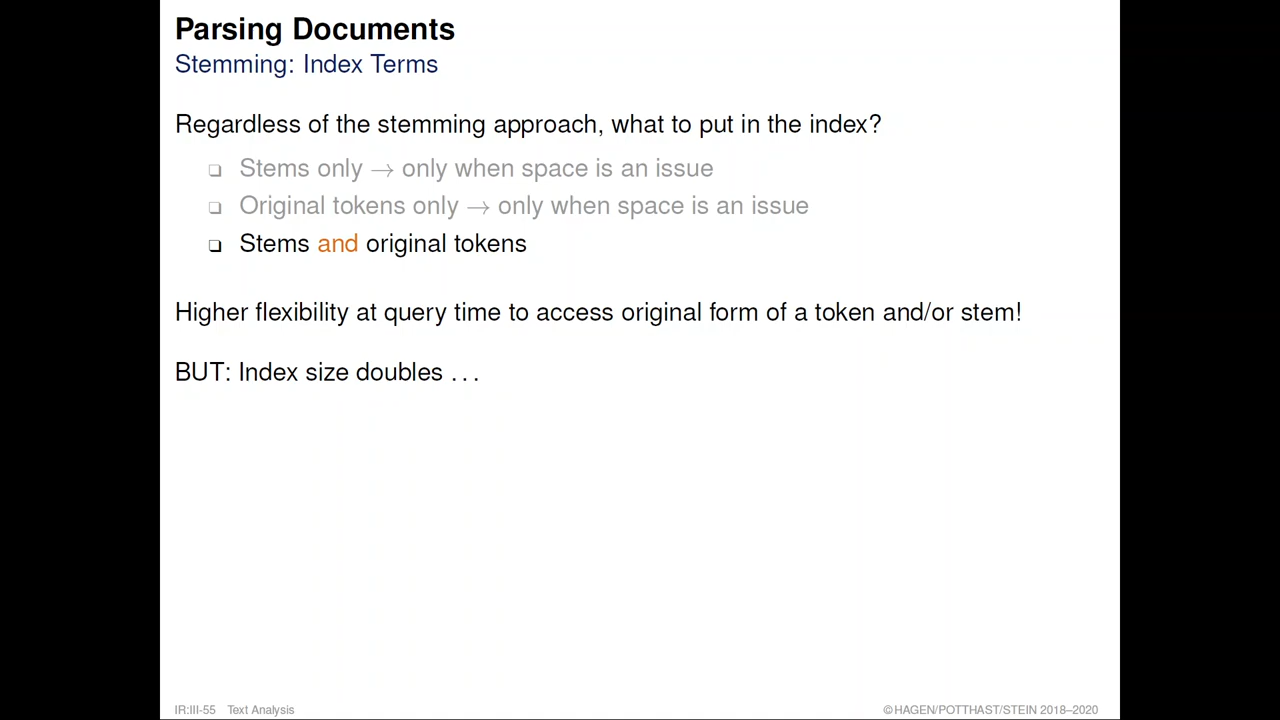 Parsing Documents
Stemming: Index Terms
Regardless of the stemming approach, what to put in the index?
❏ Stems only → only when space is an issue
❏ Original tokens only → only when space is an issue
❏ Stems and original tokens
Higher flexibility at query time to access original form of a token and/or stem!
BUT: Index size doubles . . .
IR:III-55 Text Analysis
©HAGEN/POTTHAST/STEIN 2018–2020